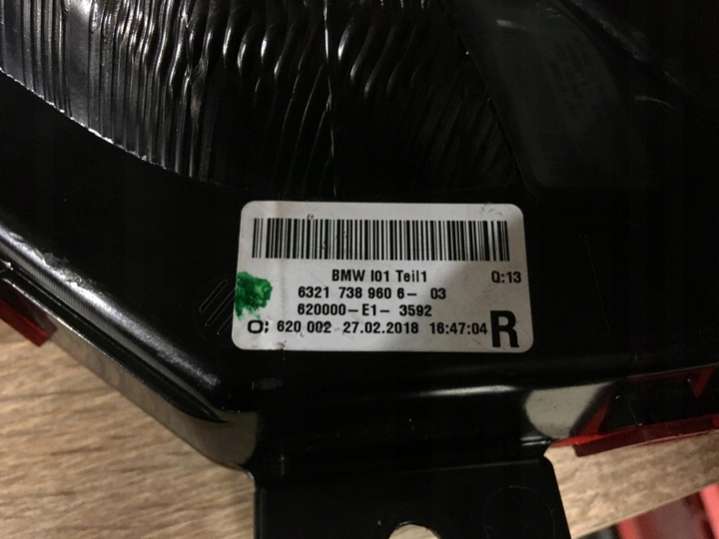 BMW I01 Teil1 Q:13
6321 738 960 6- 03
620000-E1- 3592
O; 620 002 27.02.2018 16:47:04 R